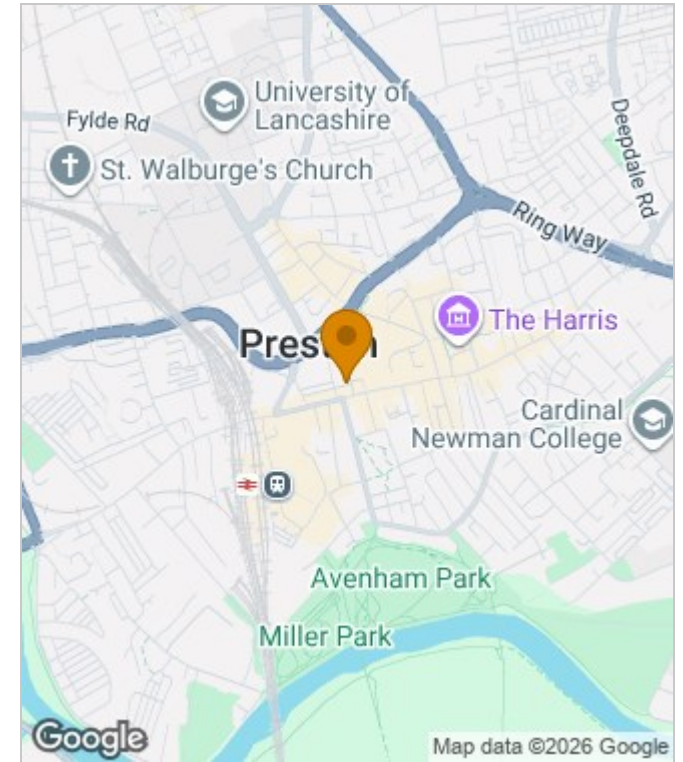 University of
Lancashire
Fylde Rd
St. Walburge's Church
Deepdale Rd
Ring Way
The Harris
Prest n
Cardinal
Newman College
Avenham Park
Miller Park
Google
Map data ©2026 Google